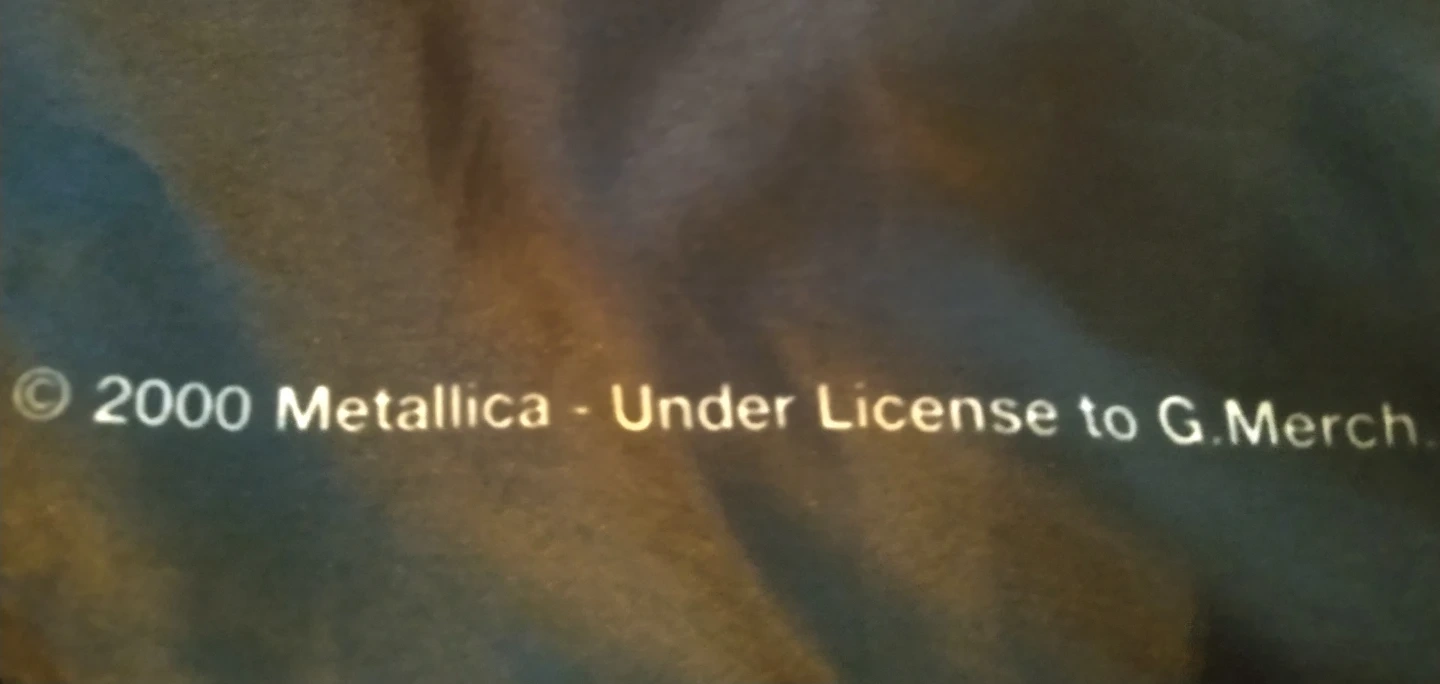 © 2000 Metallica - Under License to G.Merch.